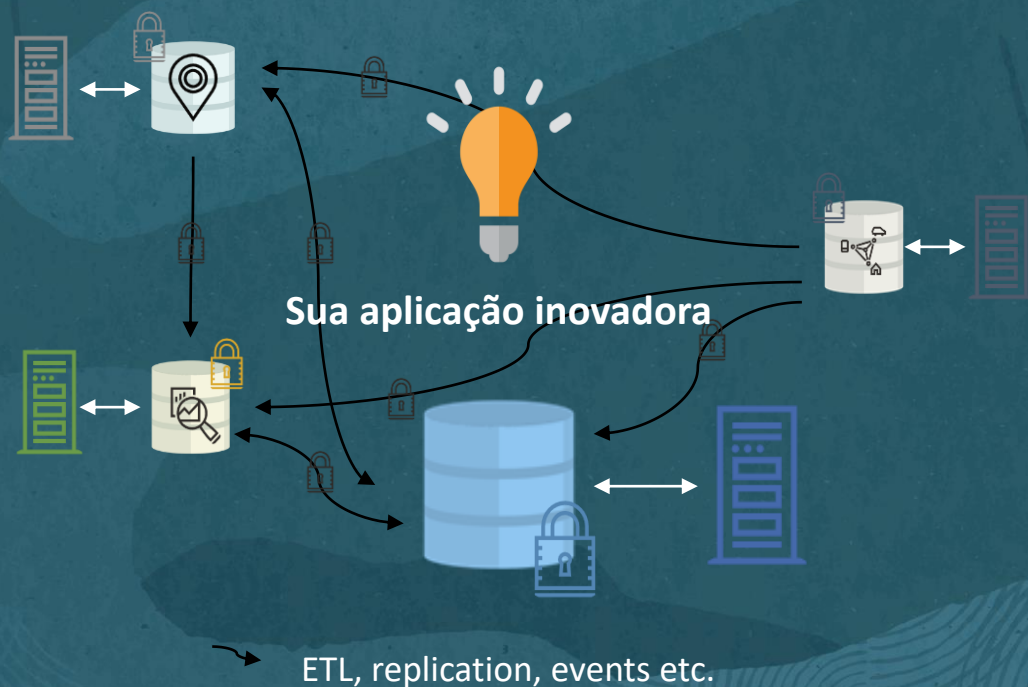 Sua aplicação inovadora
ETL, replication, events etc.